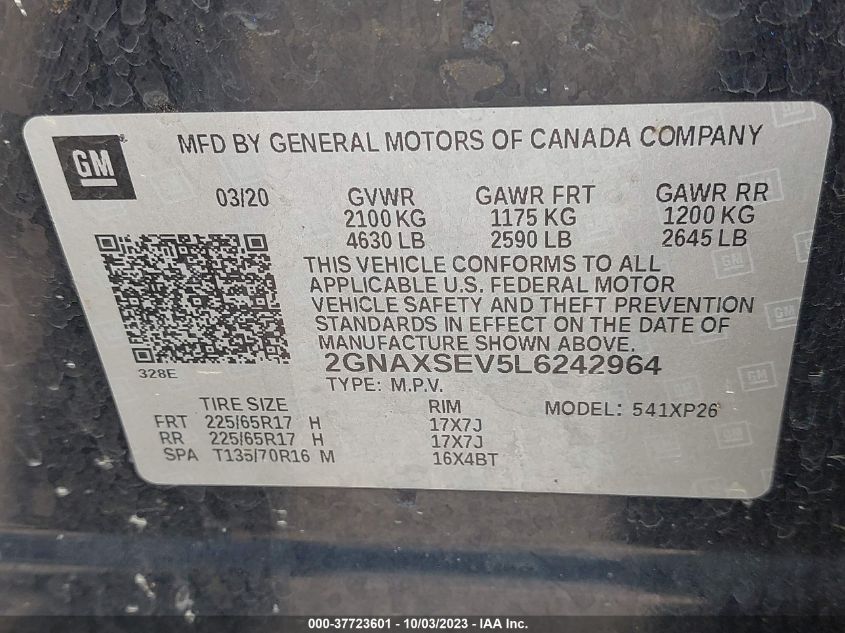 GM
MFD BY GENERAL MOTORS OF CANADA COMPANY
03/20 GVWR GAWR FRT GAWR RR
2100 KG 1175 KG 1200 KG
4630 LB 2590 LB 2645 LB
THIS VEHICLE CONFORMS TO ALL
APPLICABLE U.S. FEDERAL MOTOR
VEHICLE SAFETY AND THEFT PREVENTION
STANDARDS IN EFFECT ON THE DATE OF
MANUFACTURE SHOWN ABOVE.
2GNAXSEV5L6242964
328E
TYPE: M.P.V.
TIRE SIZE RIM MODEL: 541XP26
FRT 225/65R17 H 17X7J
RR 225/65R17 H 17X7J
SPA T135/70R16 M 16X4BT
000-37723601 - 10/03/2023 - IAA Inc.